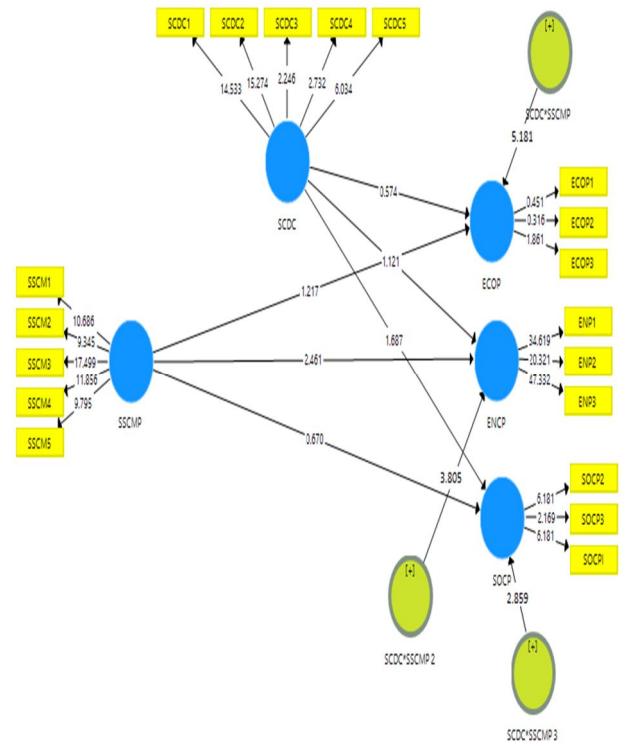 SCDC1 SCDC2 SCDC3 SCDC4 SCDC5
[+]
14.533 15.274 2.246 2.732 6.034
SCDC*SSCMP
5.181
SCDC
0.574
ECOP1
0.451
ECOP2
0.316
ECOP3
1.861
ECOP
1.121
1.217
SSCM1
10.686
SSCM2
9.345
SSCM3
17.499
SSCM4
11.856
SSCM5
9.795
SSCMP
1.687
2.461
ENP1
34.619
ENP2
20.321
ENP3
47.332
ENCP
0.670
3.805
SOCP2
6.181
SOCP3
2.169
SOCPI
6.181
SOCP
[+]
2.859
SCDC*SSCMP 2
[+]
SCDC*SSCMP 3